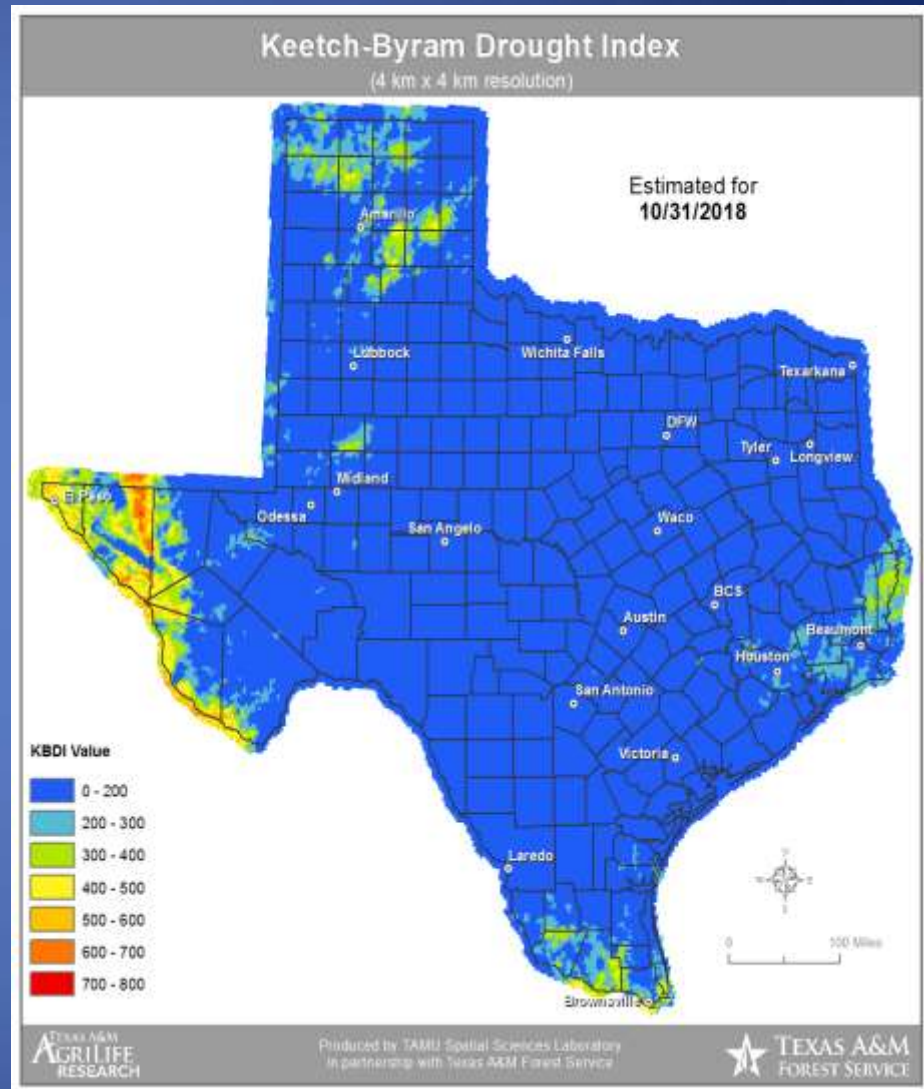 Keetch-Byram Drought Index
(4 km x 4 km resolution)
Estimated for
10/31/2018
Amarillo
Lubbock
Wichita Falls
Texarkana
DFW
Tyler
Longview
Midland
El Paso
Odessa
San Angelo
Waco
BCS
Austin
Beaumont
Houston
San Antonio
Victoria
KBDI Value
0 - 200
200 - 300
300 - 400
400 - 500
500 - 600
600 - 700
700 - 800
Laredo
0 100 Miles
Brownsville
TEXAS A&M
AGRILIFE
RESEARCH
Produced by TAMU Spatial Sciences Laboratory
in partnership with Texas A&M Forest Service
TEXAS A&M
FOREST SERVICE